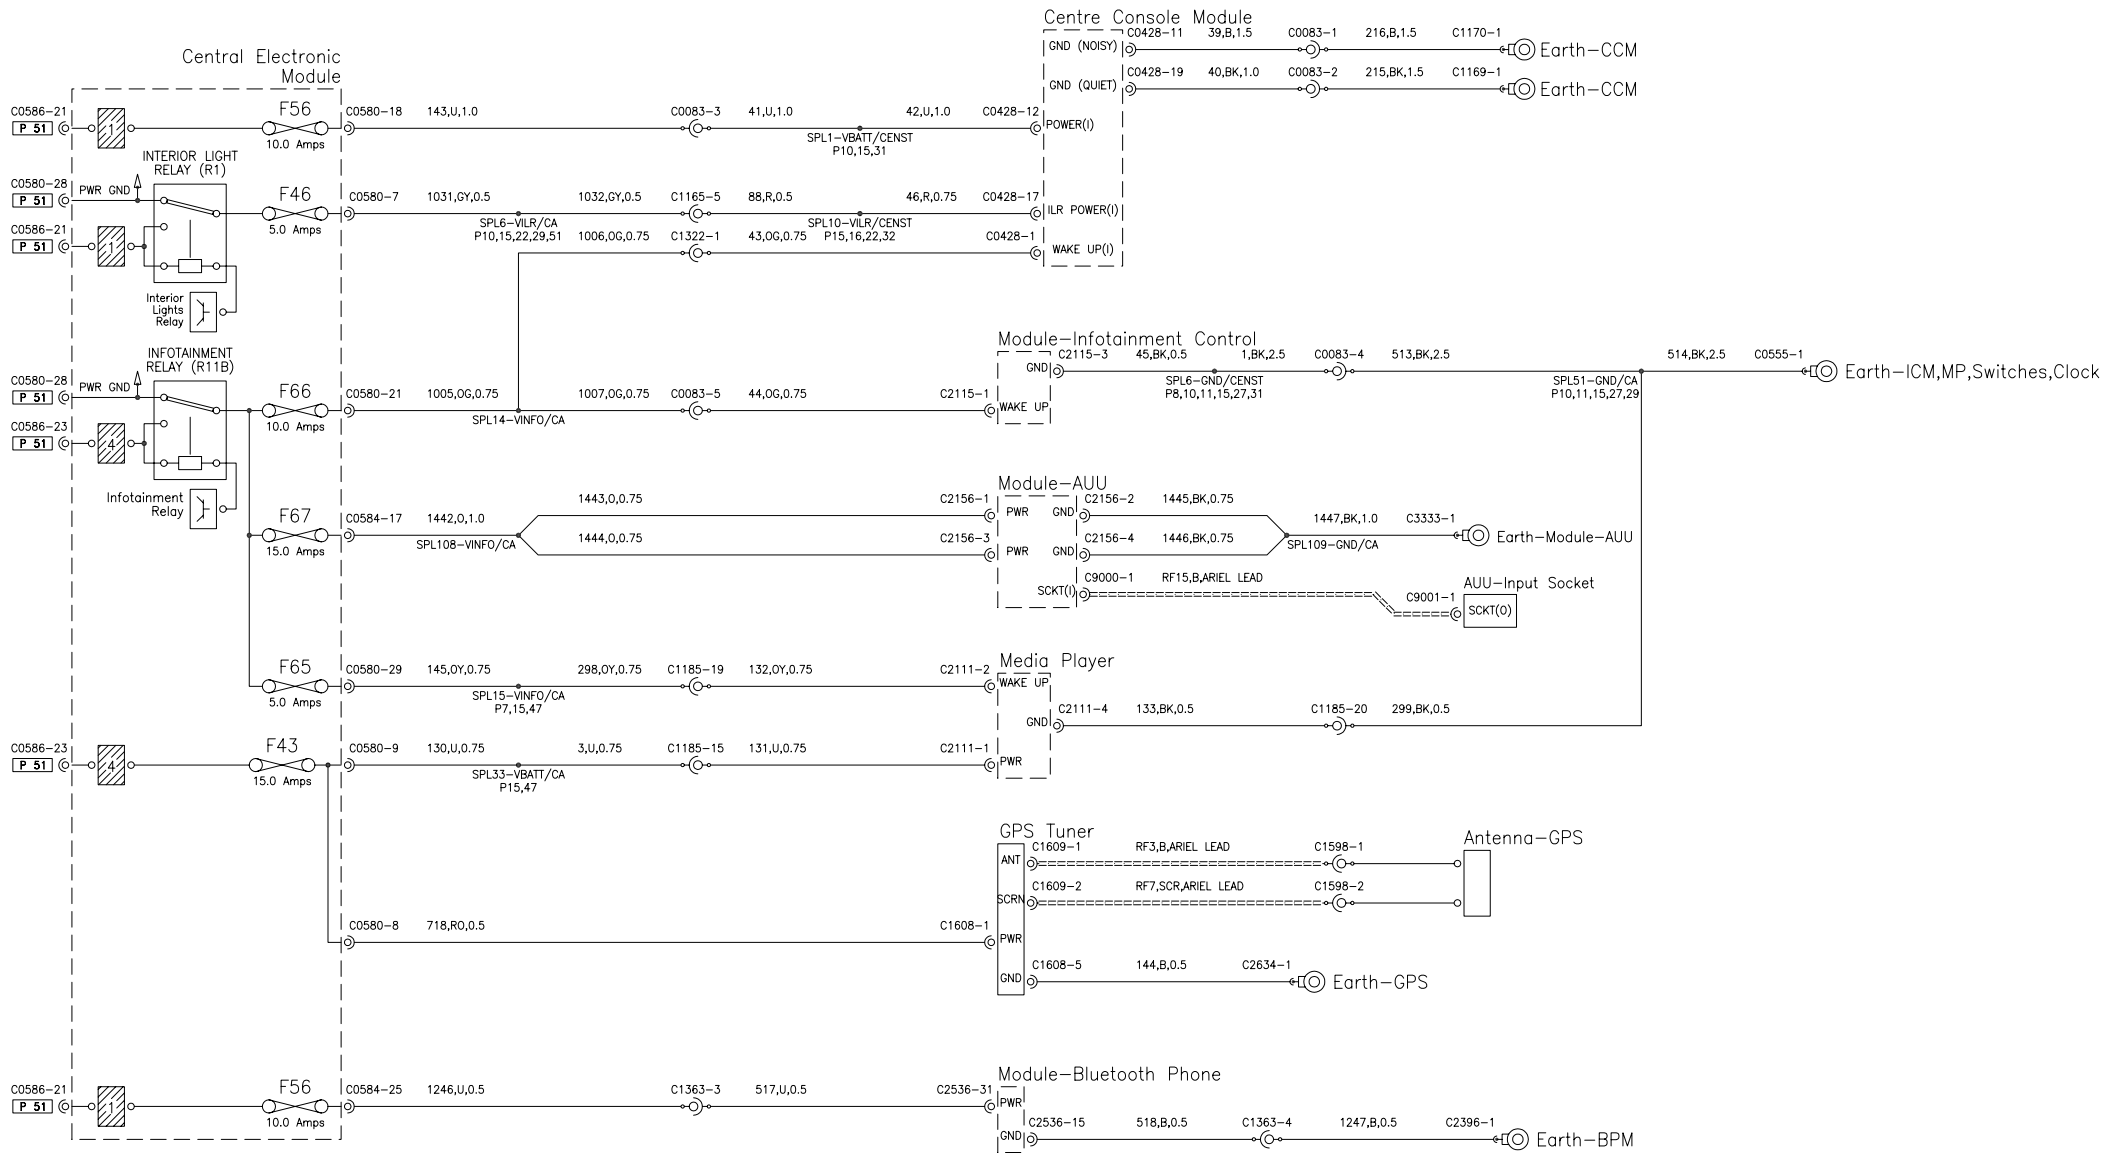 Centre Console Module
GND (NOISY) C0428-11 39,B,1.5 C0083-1 216,B,1.5 C1170-1 Earth-CCM
GND (QUIET) C0428-19 40,BK,1.0 C0083-2 215,BK,1.5 C1169-1 Earth-CCM
Central Electronic
Module
C0586-21 P 51 1 F56 10.0 Amps C0580-18 143,U,1.0 C0083-3 41,U,1.0 42,U,1.0 C0428-12 POWER(I)
SPL1-VBATT/CENST
P10,15,31
INTERIOR LIGHT
RELAY (R1)
C0580-28 P 51 PWR GND F46 5.0 Amps C0580-7 1031,GY,0.5 1032,GY,0.5 C1165-5 88,R,0.5 46,R,0.75 C0428-17 ILR POWER(I)
SPL6-VILR/CA
P10,15,22,29,51
SPL10-VILR/CENST
P15,16,22,32
C0586-21 P 51 1
1006,OG,0.75 C1322-1 43,OG,0.75 C0428-1 WAKE UP(I)
Interior
Lights
Relay
Module-Infotainment Control
GND C2115-3 45,BK,0.5 1,BK,2.5 C0083-4 513,BK,2.5 514,BK,2.5 C0555-1 Earth-ICM,MP,Switches,Clock
SPL6-GND/CENST
P8,10,11,15,27,31
SPL51-GND/CA
P10,11,15,27,29
INFOTAINMENT
RELAY (R11B)
C0580-28 P 51 PWR GND F66 10.0 Amps C0580-21 1005,OG,0.75 1007,OG,0.75 C0083-5 44,OG,0.75 C2115-1 WAKE UP
SPL14-VINFO/CA
C0586-23 P 51 4
Infotainment
Relay
Module-AUU
F67 15.0 Amps C0584-17 1442,O,1.0
SPL108-VINFO/CA
1443,O,0.75 C2156-1 PWR GND C2156-2 1445,BK,0.75
1444,O,0.75 C2156-3 PWR GND C2156-4 1446,BK,0.75
1447,BK,1.0 C3333-1 Earth-Module-AUU
SPL109-GND/CA
SCKT(I) C9000-1 RF15,B,ARIEL LEAD C9001-1
AUU-Input Socket
SCKT(O)
Media Player
F65 5.0 Amps C0580-29 145,OY,0.75 298,OY,0.75 C1185-19 132,OY,0.75 C2111-2 WAKE UP
SPL15-VINFO/CA
P7,15,47
GND C2111-4 133,BK,0.5 C1185-20 299,BK,0.5
C0586-23 P 51 4 F43 15.0 Amps C0580-9 130,U,0.75 3,U,0.75 C1185-15 131,U,0.75 C2111-1 PWR
SPL33-VBATT/CA
P15,47
GPS Tuner
Antenna-GPS
ANT C1609-1 RF3,B,ARIEL LEAD C1598-1
SCRN C1609-2 RF7,SCR,ARIEL LEAD C1598-2
C0580-8 718,RO,0.5 C1608-1 PWR
GND C1608-5 144,B,0.5 C2634-1 Earth-GPS
Module-Bluetooth Phone
C0586-21 P 51 1 F56 10.0 Amps C0584-25 1246,U,0.5 C1363-3 517,U,0.5 C2536-31 PWR
GND C2536-15 518,B,0.5 C1363-4 1247,B,0.5 C2396-1 Earth-BPM